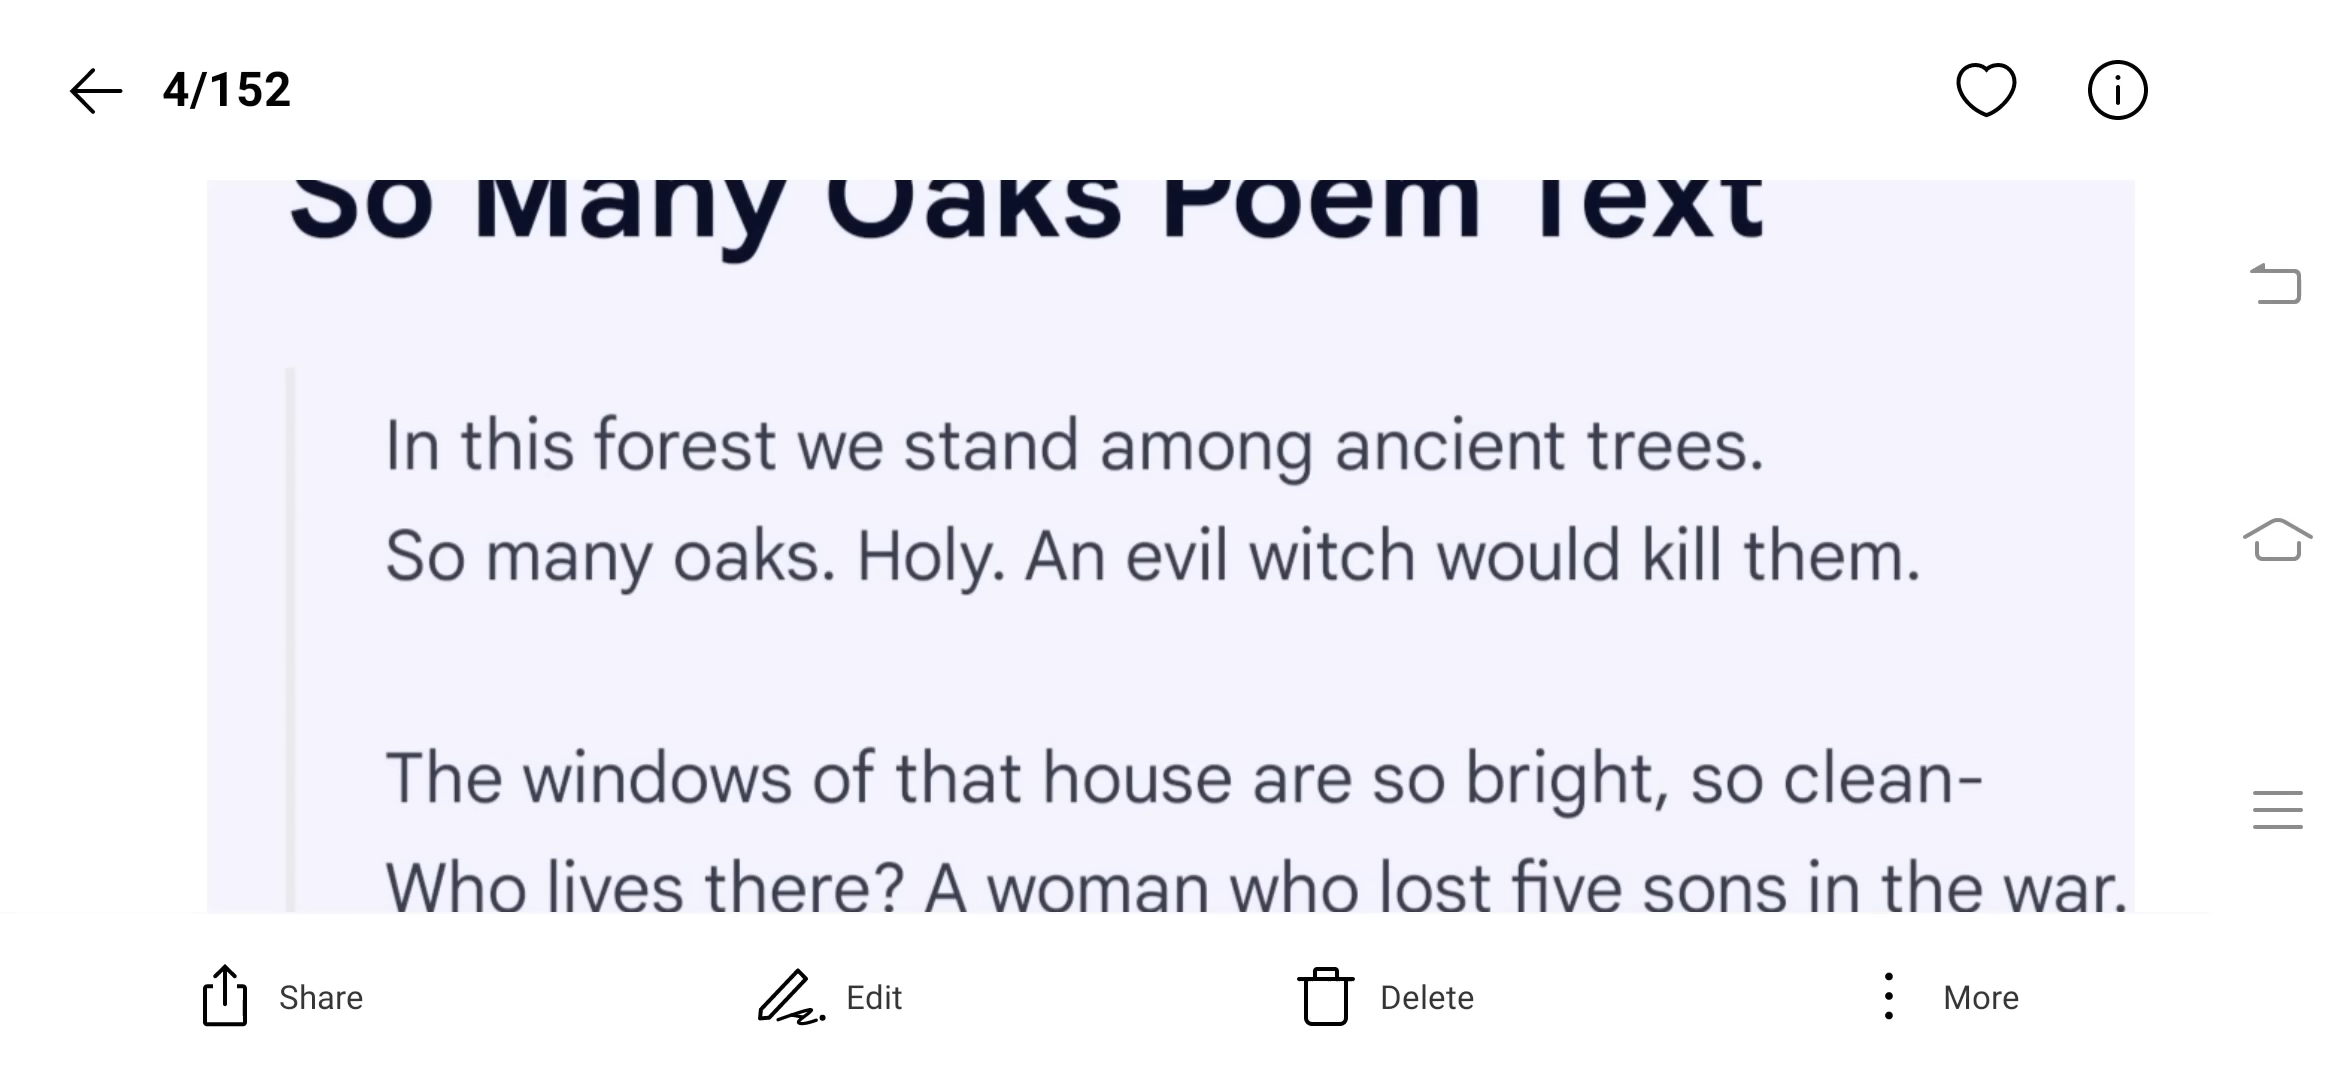 4/152
So Many Oaks Poem Text
In this forest we stand among ancient trees.
So many oaks. Holy. An evil witch would kill them.
The windows of that house are so bright, so clean-
Who lives there? A woman who lost five sons in the war.
Share Edit Delete More